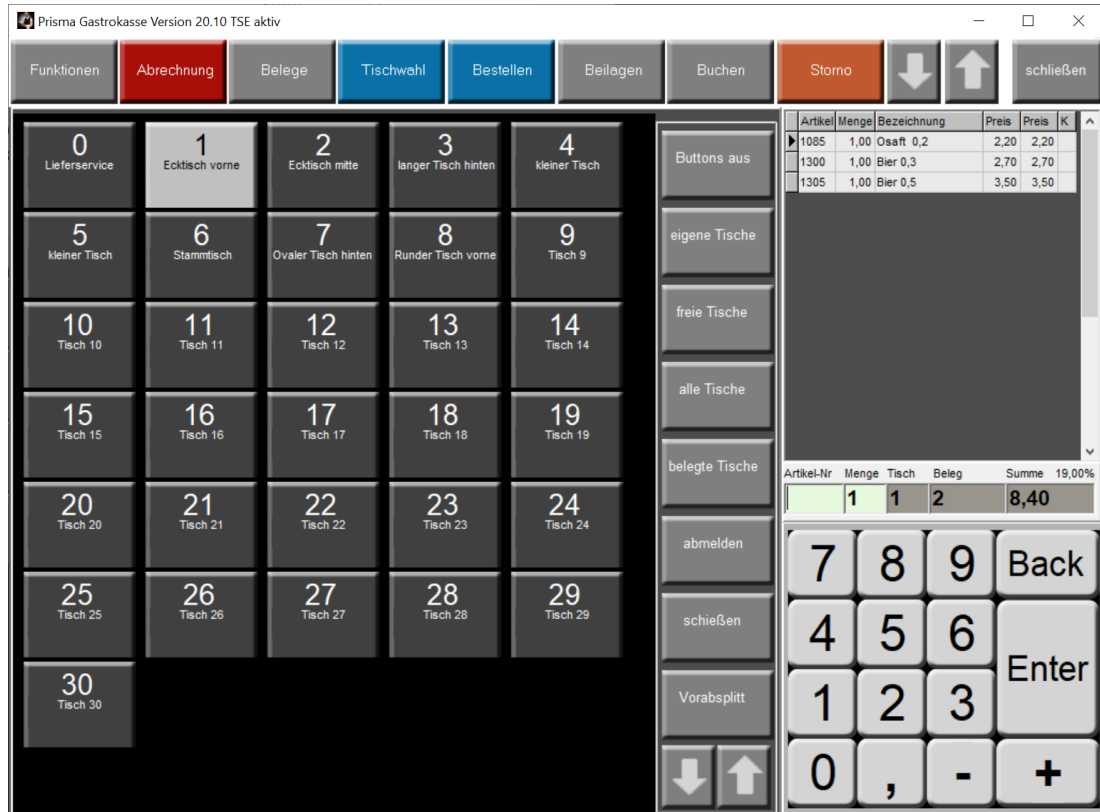 Prisma Gastrokasse Version 20.10 TSE aktiv
Funktionen Abrechnung Belege Tischwahl Bestellen Beilagen Buchen Storno schließen
0 Lieferservice
1 Ecktisch vorne
2 Ecktisch mitte
3 langer Tisch hinten
4 kleiner Tisch
5 kleiner Tisch
6 Stammtisch
7 Ovaler Tisch hinten
8 Runder Tisch vorne
9 Tisch 9
10 Tisch 10
11 Tisch 11
12 Tisch 12
13 Tisch 13
14 Tisch 14
15 Tisch 15
16 Tisch 16
17 Tisch 17
18 Tisch 18
19 Tisch 19
20 Tisch 20
21 Tisch 21
22 Tisch 22
23 Tisch 23
24 Tisch 24
25 Tisch 25
26 Tisch 26
27 Tisch 27
28 Tisch 28
29 Tisch 29
30 Tisch 30
Buttons aus
eigene Tische
freie Tische
alle Tische
belegte Tische
abmelden
schießen
Vorabsplitt
Artikel Menge Bezeichnung Preis Preis K
1085 1,00 Osaft 0,2 2,20 2,20
1300 1,00 Bier 0,3 2,70 2,70
1305 1,00 Bier 0,5 3,50 3,50
Artikel-Nr Menge Tisch Beleg Summe 19,00%
1 1 2 8,40
7 8 9 Back
4 5 6 Enter
1 2 3
0 , - +